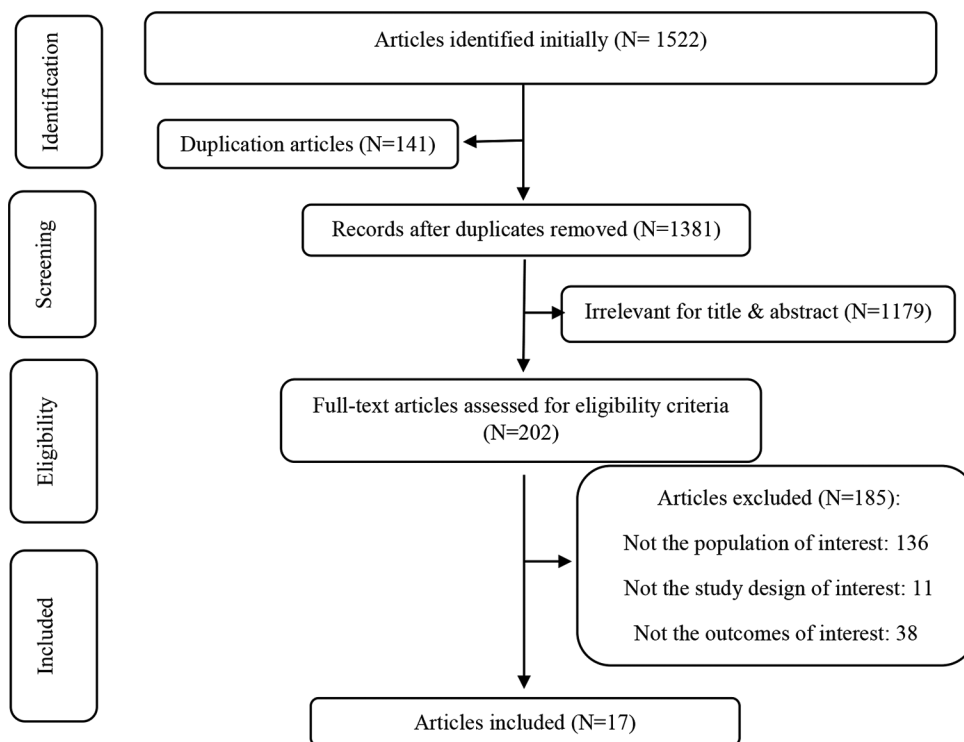 Identification
Articles identified initially (N= 1522)
Duplication articles (N=141)
Screening
Records after duplicates removed (N=1381)
Irrelevant for title & abstract (N=1179)
Eligibility
Full-text articles assessed for eligibility criteria
(N=202)
Articles excluded (N=185):
Not the population of interest: 136
Not the study design of interest: 11
Not the outcomes of interest: 38
Included
Articles included (N=17)